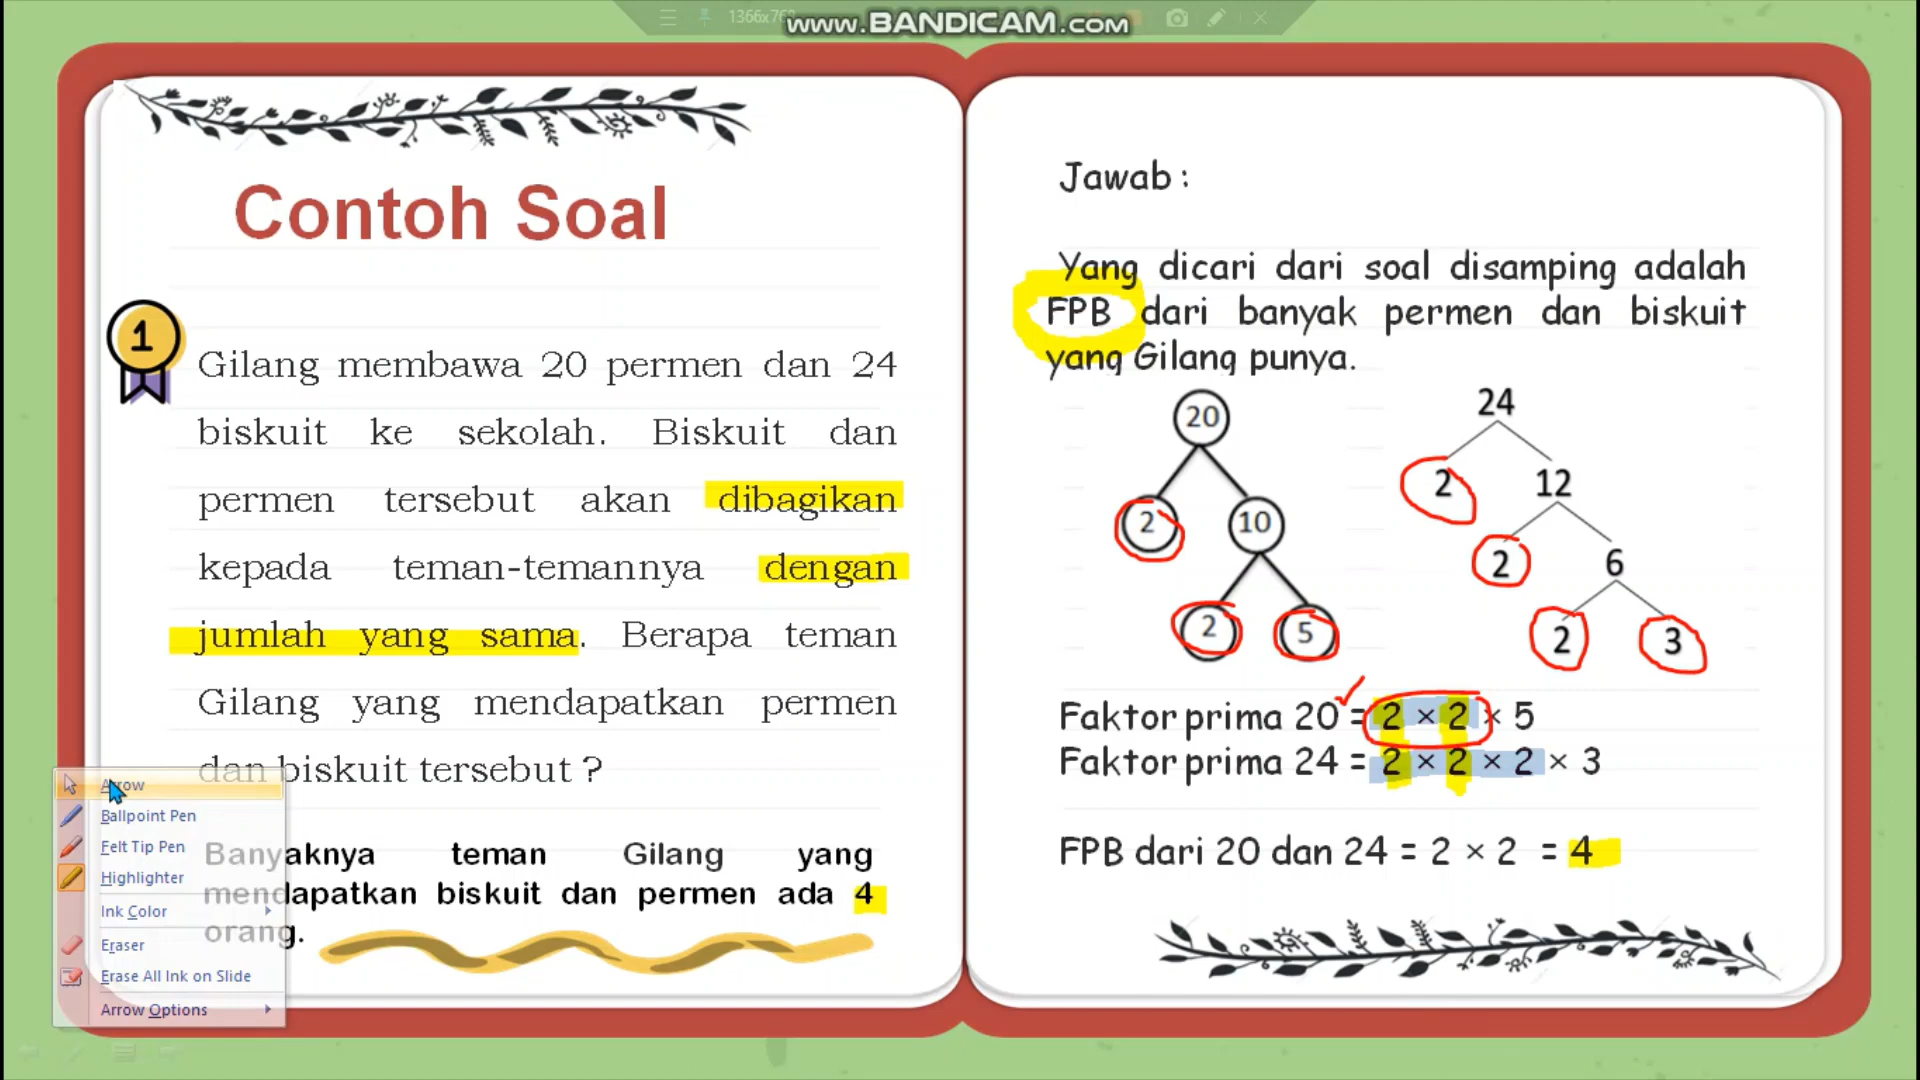 1366x768
www.BANDICAM.com
Contoh Soal
1
Gilang membawa 20 permen dan 24
biskuit ke sekolah. Biskuit dan
permen tersebut akan dibagikan
kepada teman-temannya dengan
jumlah yang sama. Berapa teman
Gilang yang mendapatkan permen
dan biskuit tersebut ?
Banyaknya teman Gilang yang
mendapatkan biskuit dan permen ada 4
orang.
Arrow
Ballpoint Pen
Felt Tip Pen
Highlighter
Ink Color
Eraser
Erase All Ink on Slide
Arrow Options
Jawab :
Yang dicari dari soal disamping adalah
FPB dari banyak permen dan biskuit
yang Gilang punya.
20
2 10
2 5
24
2 12
2 6
2 3
Faktor prima 20 = 2 × 2 × 5
Faktor prima 24 = 2 × 2 × 2 × 3
FPB dari 20 dan 24 = 2 × 2 = 4